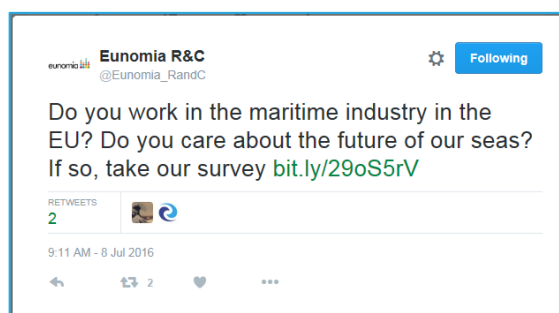 eunomia
Eunomia R&C
@Eunomia_RandC
Following
Do you work in the maritime industry in the
EU? Do you care about the future of our seas?
If so, take our survey bit.ly/29oS5rV
RETWEETS
2
9:11 AM - 8 Jul 2016
2